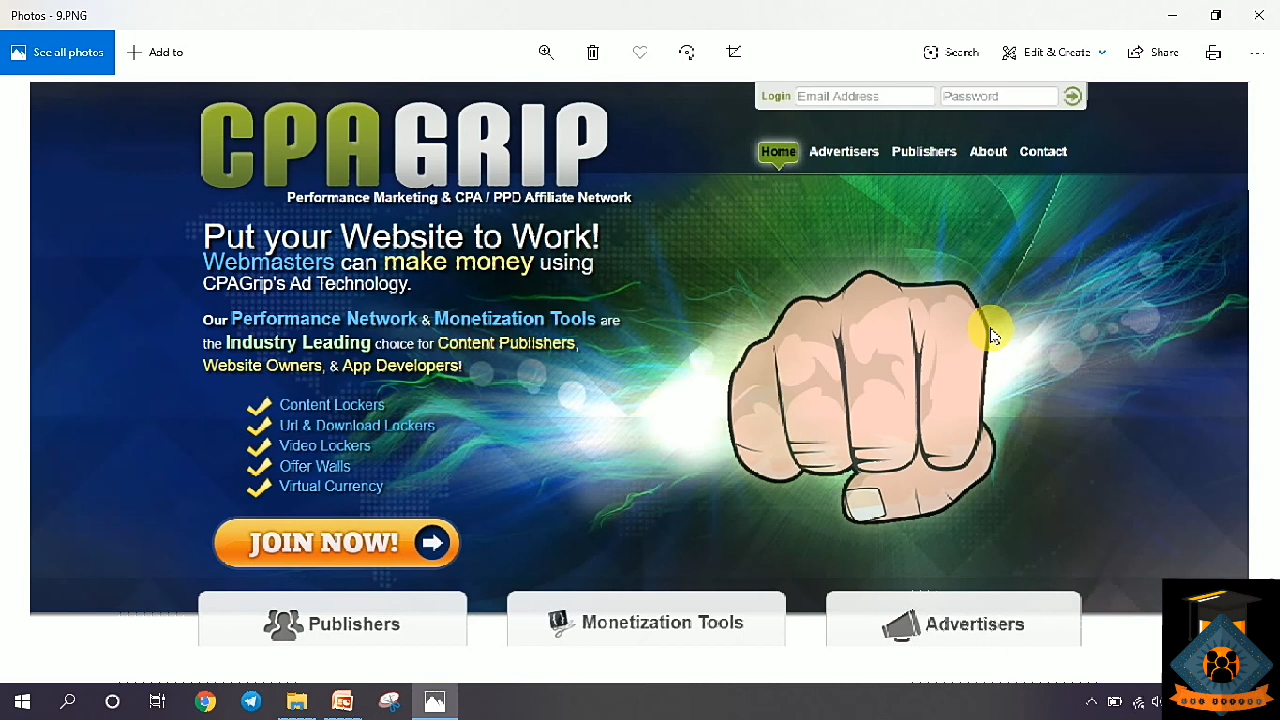 Photos - 9.PNG
See all photos
Add to
Search
Edit & Create
Share
Login Email Address Password
CPAGRIP
Home Advertisers Publishers About Contact
Performance Marketing & CPA / PPD Affiliate Network
Put your Website to Work!
Webmasters can make money using
CPAGrip's Ad Technology.
Our Performance Network & Monetization Tools are
the Industry Leading choice for Content Publishers,
Website Owners, & App Developers!
Content Lockers
Url & Download Lockers
Video Lockers
Offer Walls
Virtual Currency
JOIN NOW!
Publishers
Monetization Tools
Advertisers